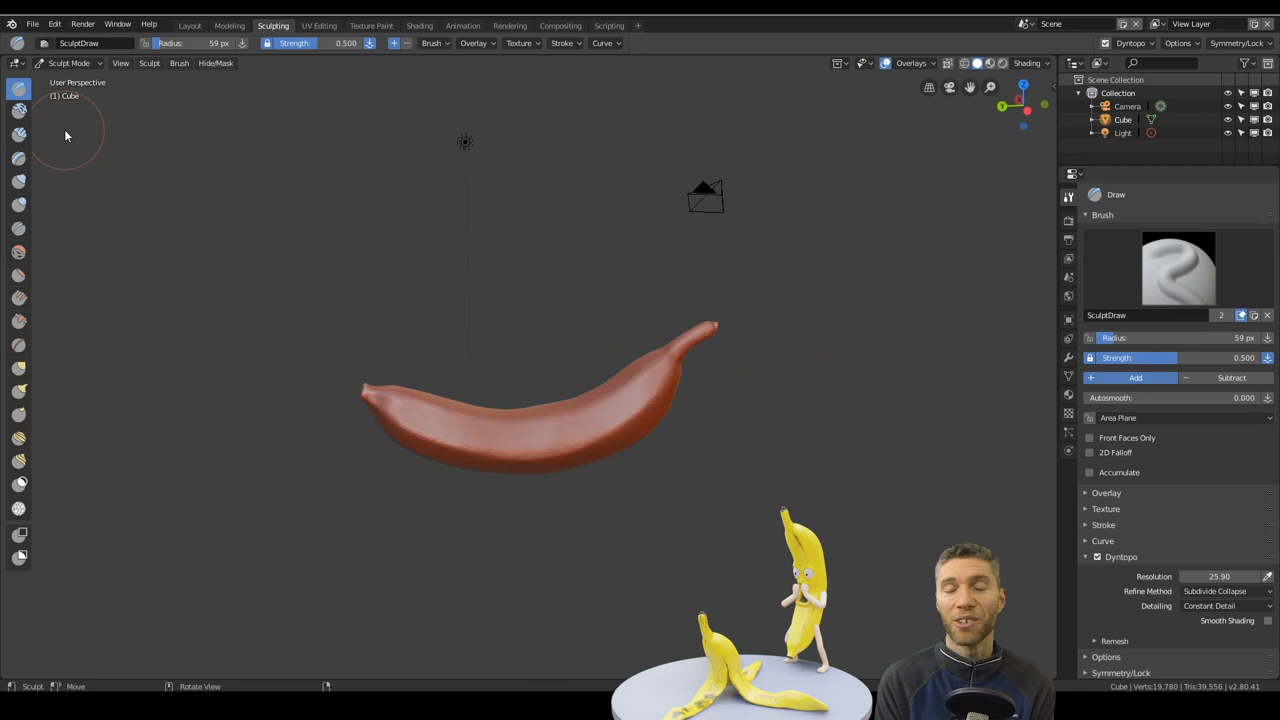 File Edit Render Window Help Layout Modeling Sculpting UV Editing Texture Paint Shading Animation Rendering Compositing Scripting + Scene View Layer
SculptDraw Radius: 59 px Strength: 0.500 + − Brush Overlay Texture Stroke Curve Dyntopo Options Symmetry/Lock
Sculpt Mode View Sculpt Brush Hide/Mask Overlays Shading
User Perspective
(1) Cube
Z
Y
Scene Collection
Collection
Camera
Cube
Light
Draw
Brush
SculptDraw 2
Radius: 59 px
Strength: 0.500
+ Add − Subtract
Autosmooth: 0.000
Area Plane
Front Faces Only
2D Falloff
Accumulate
Overlay
Texture
Stroke
Curve
Dyntopo
Resolution 25.90
Refine Method Subdivide Collapse
Detailing Constant Detail
Smooth Shading
Remesh
Options
Symmetry/Lock
Sculpt Move Rotate View Cube | Verts:19,780 | Tris:39,556 | v2.80.41